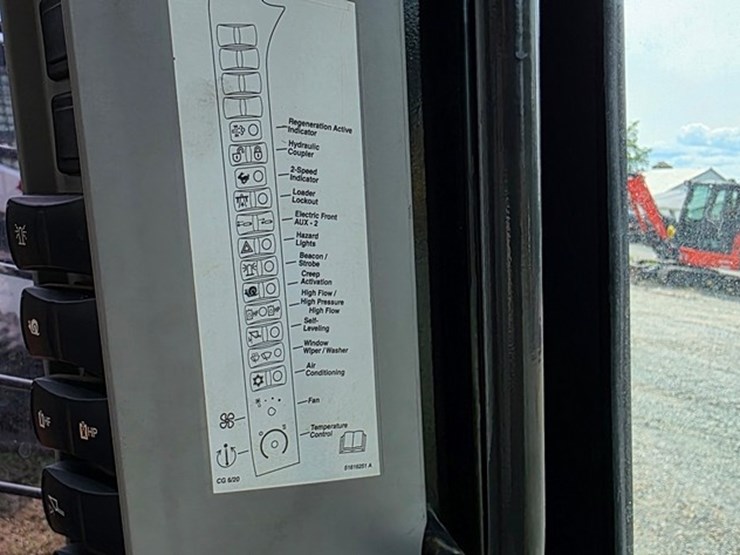 Regeneration Active
Indicator
Hydraulic
Coupler
2-Speed
Indicator
Loader
Lockout
Electric Front
AUX - 2
Hazard
Lights
Beacon /
Strobe
Creep
Activation
High Flow /
High Pressure
High Flow
Self-
Leveling
Window
Wiper / Washer
Air
Conditioning
Fan
Temperature
Control
CG 6/20
51616251 A
HF
HP